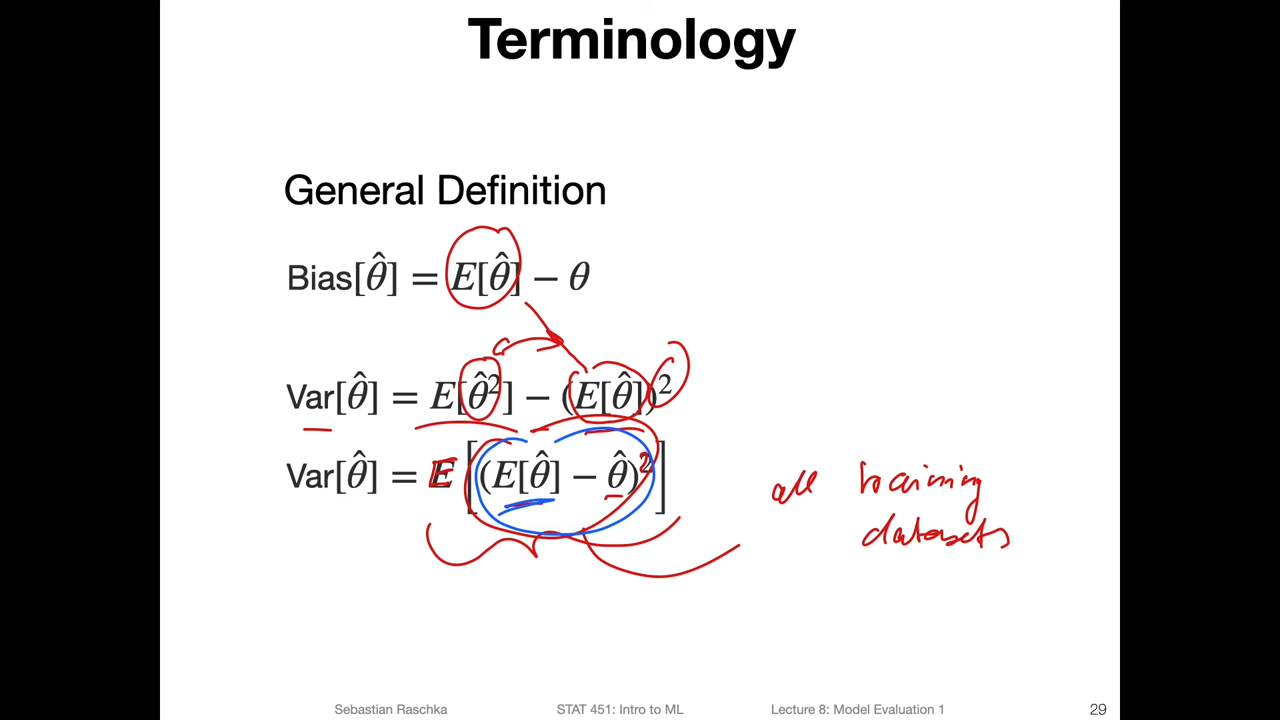 Terminology
General Definition
Bias[θ̂] = E[θ̂] − θ
Var[θ̂] = E[θ̂²] − (E[θ̂])²
Var[θ̂] = E[(E[θ̂] − θ̂)²]
all training
datasets
Sebastian Raschka STAT 451: Intro to ML Lecture 8: Model Evaluation 1 29